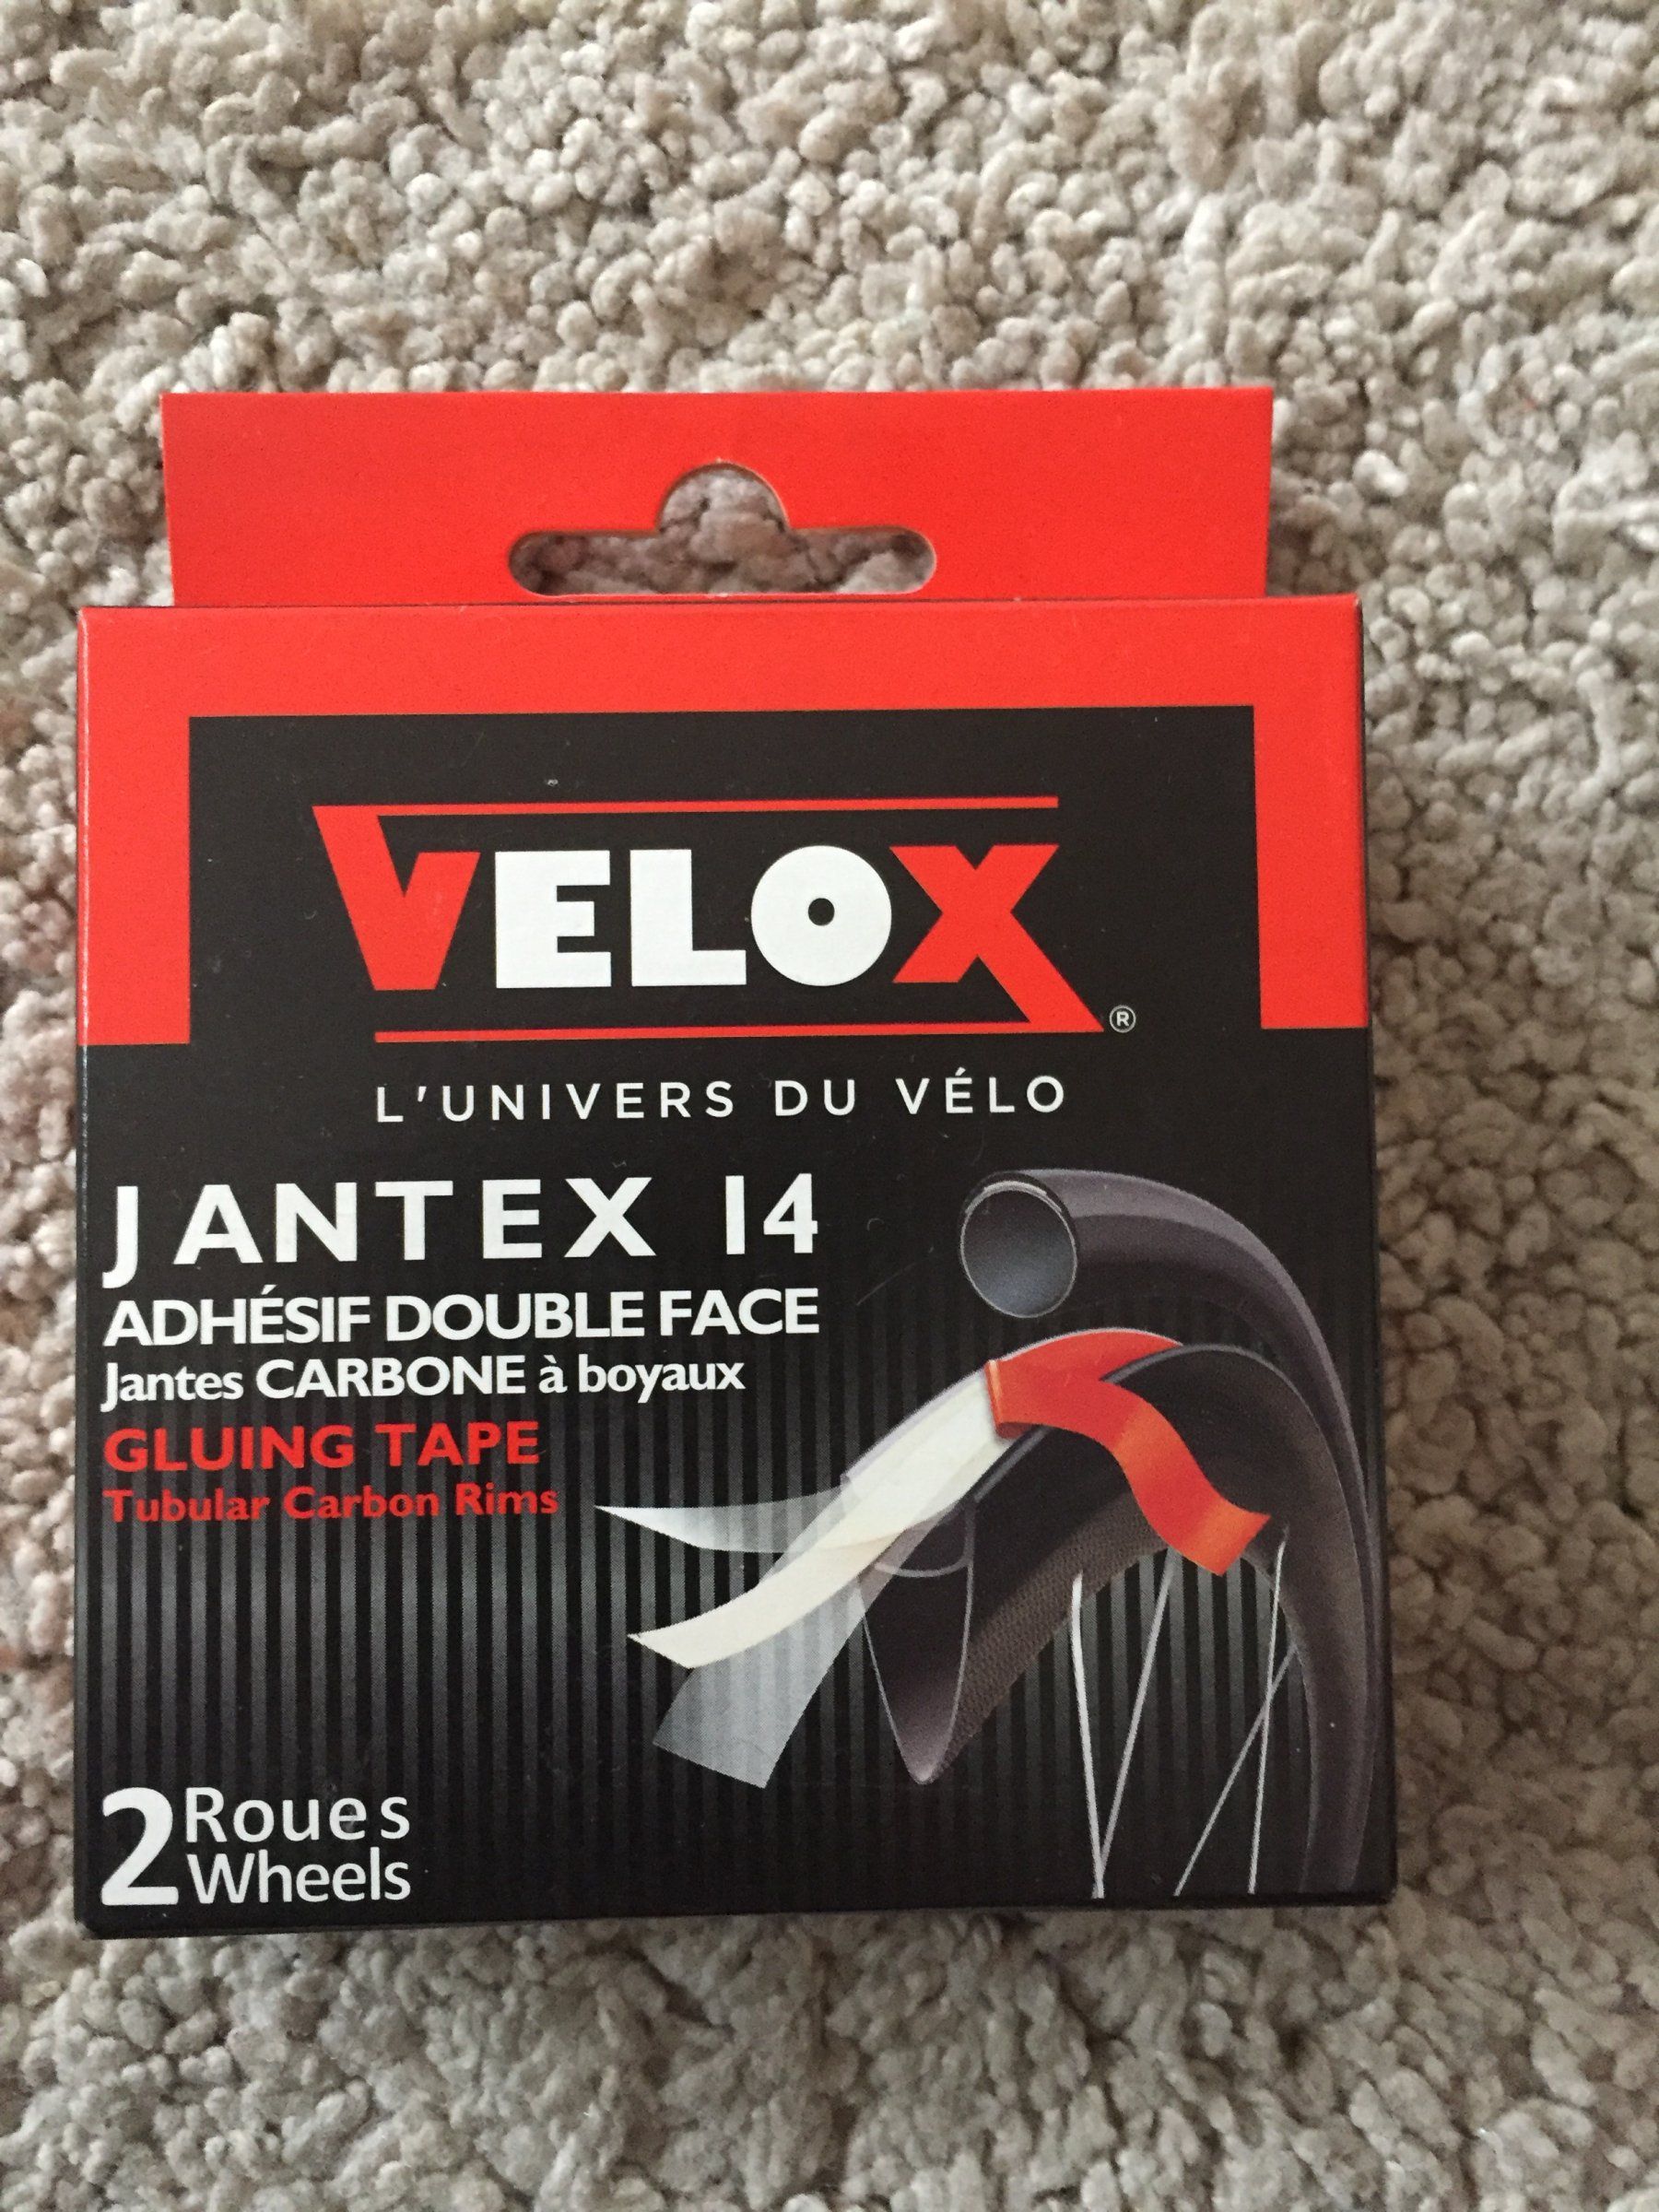 VELOX®
L'UNIVERS DU VÉLO
JANTEX 14
ADHÉSIF DOUBLE FACE
Jantes CARBONE à boyaux
GLUING TAPE
Tubular Carbon Rims
2 Roues
Wheels